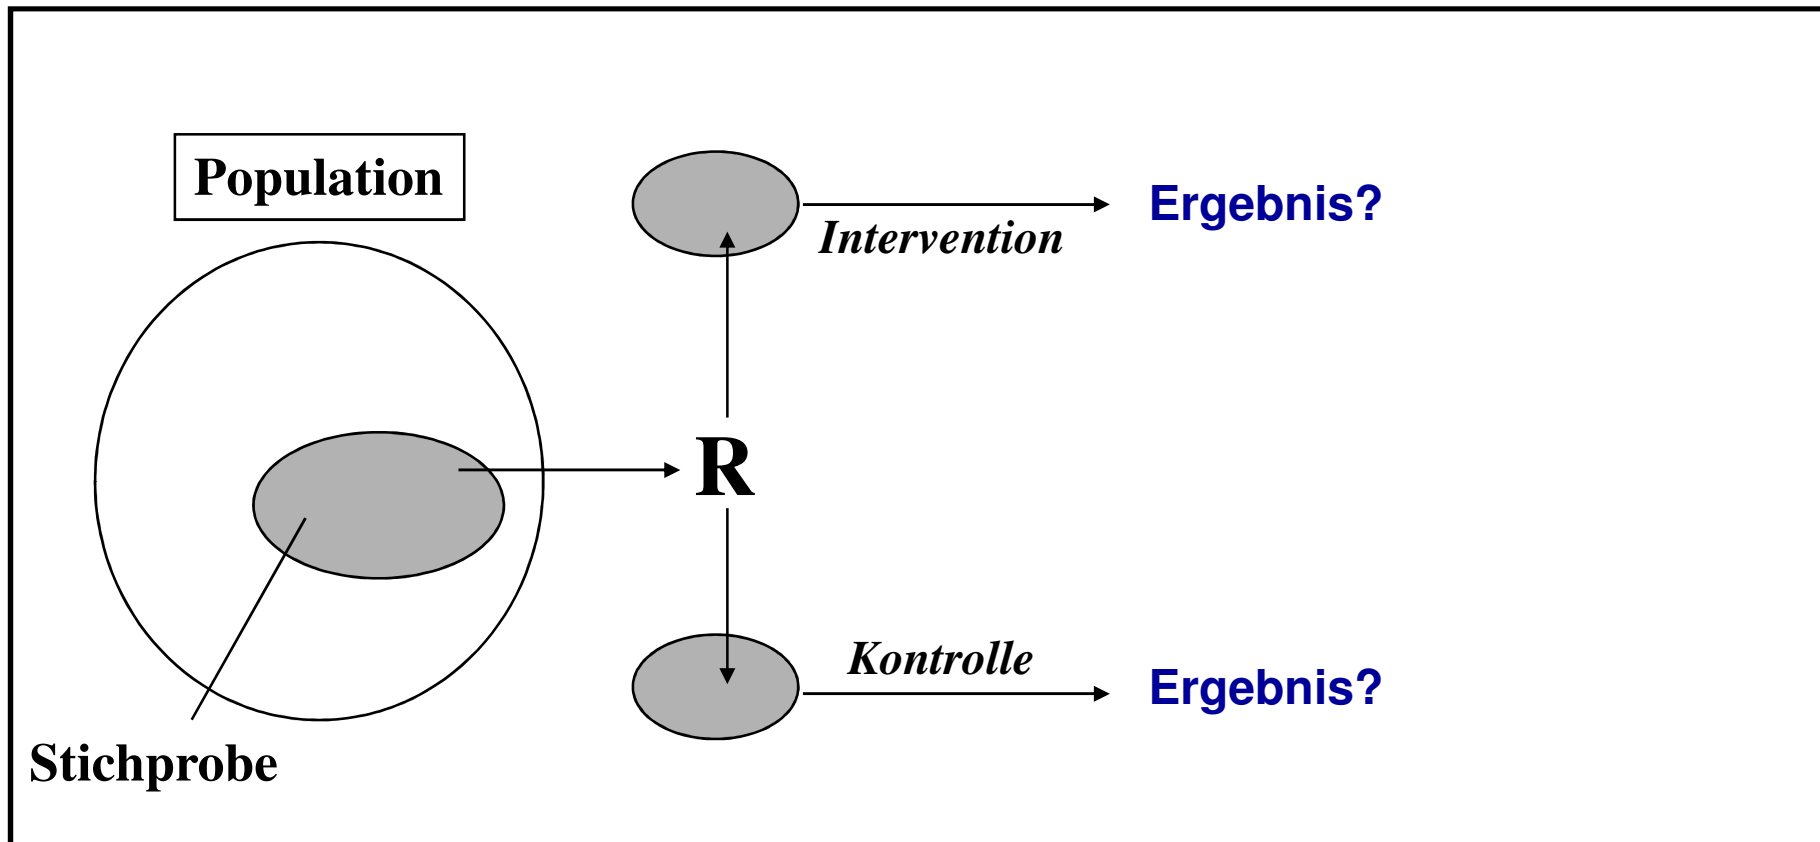 Population
Intervention
Ergebnis?
R
Kontrolle
Ergebnis?
Stichprobe